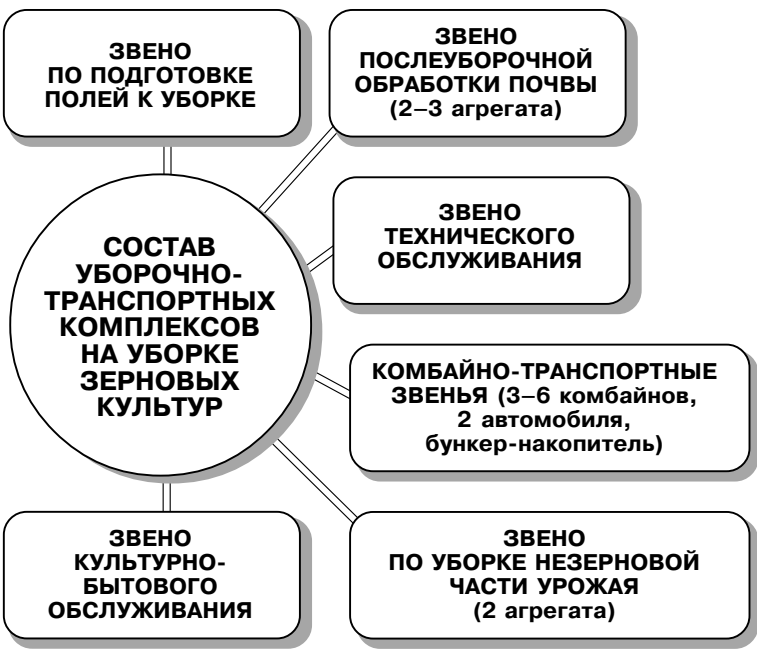 ЗВЕНО
ПО ПОДГОТОВКЕ
ПОЛЕЙ К УБОРКЕ
ЗВЕНО
ПОСЛЕУБОРОЧНОЙ
ОБРАБОТКИ ПОЧВЫ
(2–3 агрегата)
ЗВЕНО
ТЕХНИЧЕСКОГО
ОБСЛУЖИВАНИЯ
СОСТАВ
УБОРОЧНО-
ТРАНСПОРТНЫХ
КОМПЛЕКСОВ
НА УБОРКЕ
ЗЕРНОВЫХ
КУЛЬТУР
КОМБАЙНО-ТРАНСПОРТНЫЕ
ЗВЕНЬЯ (3–6 комбайнов,
2 автомобиля,
бункер-накопитель)
ЗВЕНО
КУЛЬТУРНО-
БЫТОВОГО
ОБСЛУЖИВАНИЯ
ЗВЕНО
ПО УБОРКЕ НЕЗЕРНОВОЙ
ЧАСТИ УРОЖАЯ
(2 агрегата)